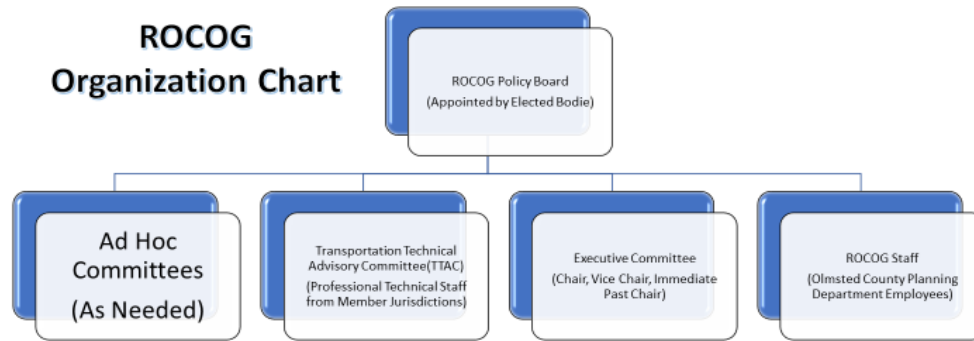 ROCOG
Organization Chart
ROCOG Policy Board
(Appointed by Elected Bodie)
Ad Hoc
Committees
(As Needed)
Transportation Technical
Advisory Committee(TTAC)
(Professional Technical Staff
from Member Jurisdictions)
Executive Committee
(Chair, Vice Chair, Immediate
Past Chair)
ROCOG Staff
(Olmsted County Planning
Department Employees)